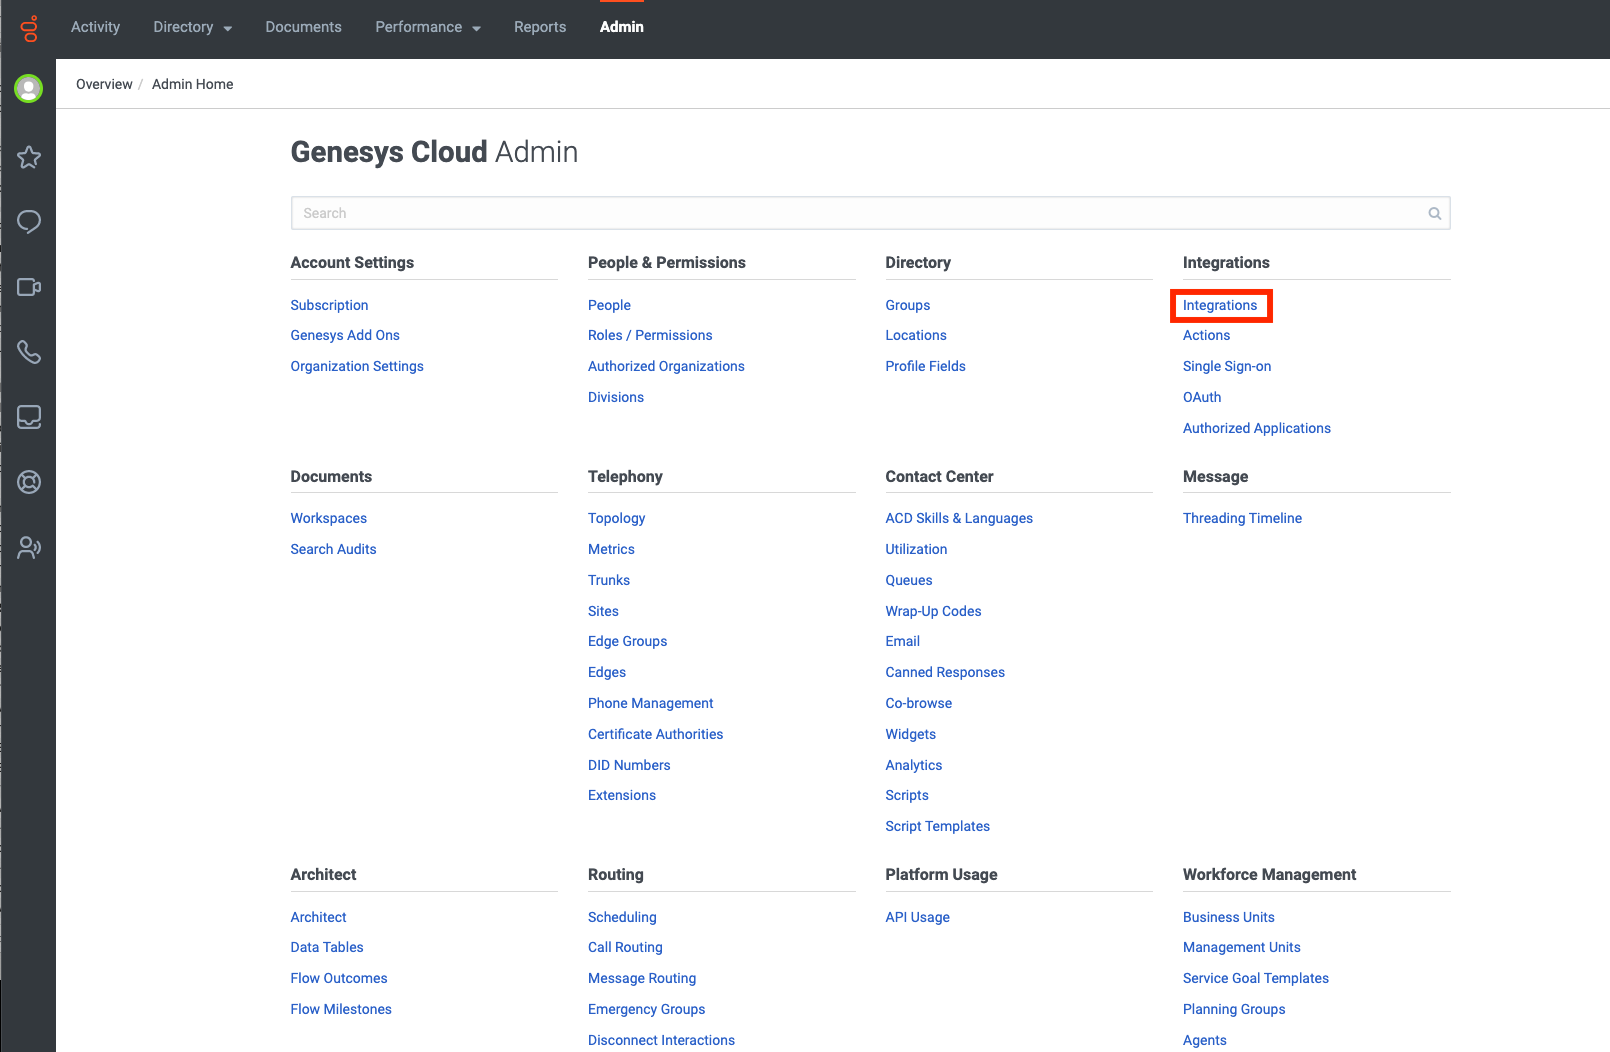 Activity Directory Documents Performance Reports Admin
Overview / Admin Home
Genesys Cloud Admin
Search
Account Settings
Subscription
Genesys Add Ons
Organization Settings
People & Permissions
People
Roles / Permissions
Authorized Organizations
Divisions
Directory
Groups
Locations
Profile Fields
Integrations
Integrations
Actions
Single Sign-on
OAuth
Authorized Applications
Documents
Workspaces
Search Audits
Telephony
Topology
Metrics
Trunks
Sites
Edge Groups
Edges
Phone Management
Certificate Authorities
DID Numbers
Extensions
Contact Center
ACD Skills & Languages
Utilization
Queues
Wrap-Up Codes
Email
Canned Responses
Co-browse
Widgets
Analytics
Scripts
Script Templates
Message
Threading Timeline
Architect
Architect
Data Tables
Flow Outcomes
Flow Milestones
Routing
Scheduling
Call Routing
Message Routing
Emergency Groups
Disconnect Interactions
Platform Usage
API Usage
Workforce Management
Business Units
Management Units
Service Goal Templates
Planning Groups
Agents